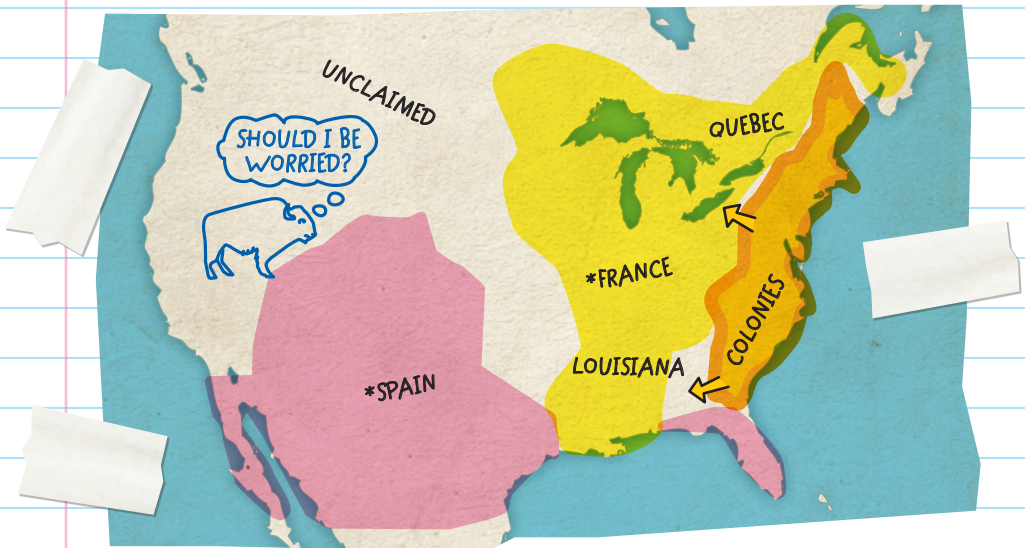 UNCLAIMED
SHOULD I BE
WORRIED?
QUEBEC
*FRANCE
COLONIES
LOUISIANA
*SPAIN